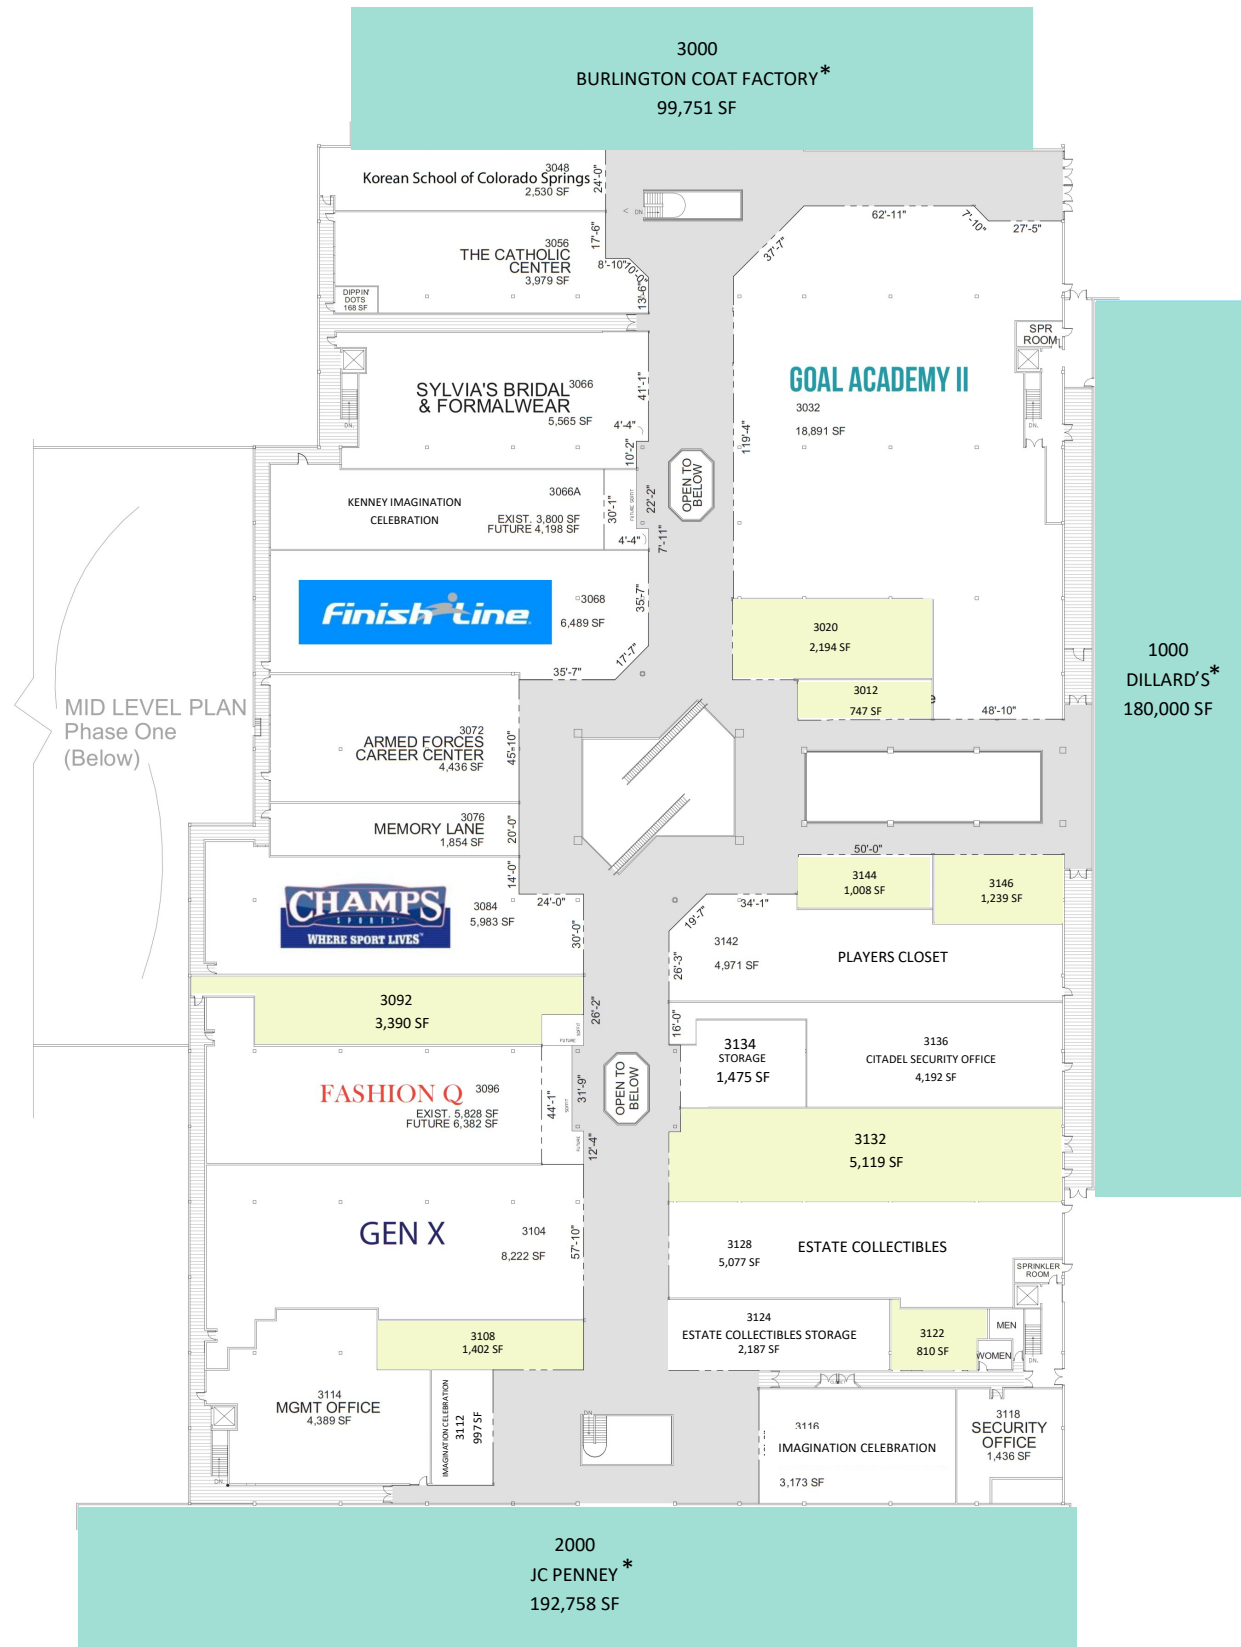 3000
BURLINGTON COAT FACTORY*
99,751 SF
3048
Korean School of Colorado Springs
2,530 SF
24'-0"
DN.
62'-11"
7'-10"
27'-5"
37'-7"
17'-6"
3056
THE CATHOLIC
CENTER
3,979 SF
8'-10"
10'-0"
13'-6"
DIPPIN'
DOTS
168 SF
SPR
ROOM
DN.
3066
SYLVIA'S BRIDAL
& FORMALWEAR
5,565 SF
41'-1"
4'-4"
10'-2"
DN.
GOAL ACADEMY II
3032
18,891 SF
119'-4"
OPEN TO
BELOW
3066A
KENNEY IMAGINATION
CELEBRATION
EXIST. 3,800 SF
FUTURE 4,198 SF
30'-1"
FUTURE SOFFIT
22'-2"
4'-4"
7'-11"
Finish Line
3068
6,489 SF
35'-7"
17'-7"
35'-7"
3020
2,194 SF
3012
747 SF
e
48'-10"
1000
DILLARD'S*
180,000 SF
MID LEVEL PLAN
Phase One
(Below)
3072
ARMED FORCES
CAREER CENTER
4,436 SF
45'-10"
3076
MEMORY LANE
1,854 SF
20'-0"
14'-0"
CHAMPS
SPORTS
WHERE SPORT LIVES
3084
5,983 SF
24'-0"
30'-0"
50'-0"
3144
1,008 SF
3146
1,239 SF
34'-1"
19'-7"
3142
4,971 SF
PLAYERS CLOSET
26'-3"
3092
3,390 SF
26'-2"
FUTURE
SOFFIT
16'-0"
3134
STORAGE
1,475 SF
3136
CITADEL SECURITY OFFICE
4,192 SF
FASHION Q
3096
EXIST. 5,828 SF
FUTURE 6,382 SF
44'-1"
SOFFIT
FUTURE
31'-9"
12'-4"
OPEN TO
BELOW
3132
5,119 SF
GEN X
3104
8,222 SF
57'-10"
3128
5,077 SF
ESTATE COLLECTIBLES
SPRINKLER
ROOM
3124
ESTATE COLLECTIBLES STORAGE
2,187 SF
3122
810 SF
MEN
WOMEN
DN.
3108
1,402 SF
3114
MGMT OFFICE
4,389 SF
DN.
IMAGINATION CELEBRATION
3112
997 SF
DN.
3116
IMAGINATION CELEBRATION
3,173 SF
3118
SECURITY
OFFICE
1,436 SF
2000
JC PENNEY *
192,758 SF